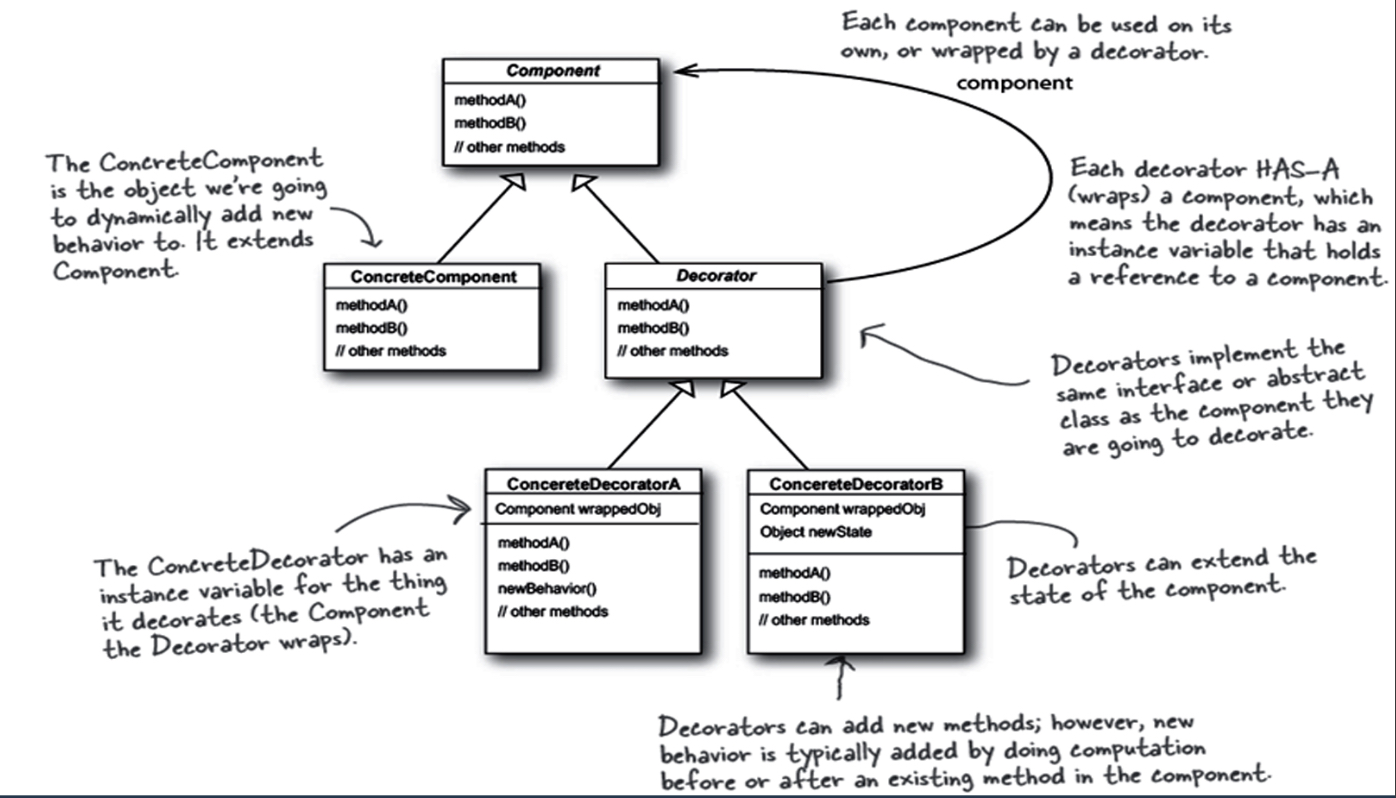 Each component can be used on its
own, or wrapped by a decorator.
component
Component
methodA()
methodB()
// other methods
The ConcreteComponent
is the object we're going
to dynamically add new
behavior to. It extends
Component.
Each decorator HAS-A
(wraps) a component, which
means the decorator has an
instance variable that holds
a reference to a component.
ConcreteComponent
methodA()
methodB()
// other methods
Decorator
methodA()
methodB()
// other methods
Decorators implement the
same interface or abstract
class as the component they
are going to decorate.
ConcereteDecoratorA
Component wrappedObj
methodA()
methodB()
newBehavior()
// other methods
ConcereteDecoratorB
Component wrappedObj
Object newState
methodA()
methodB()
// other methods
The ConcreteDecorator has an
instance variable for the thing
it decorates (the Component
the Decorator wraps).
Decorators can extend the
state of the component.
Decorators can add new methods; however, new
behavior is typically added by doing computation
before or after an existing method in the component.